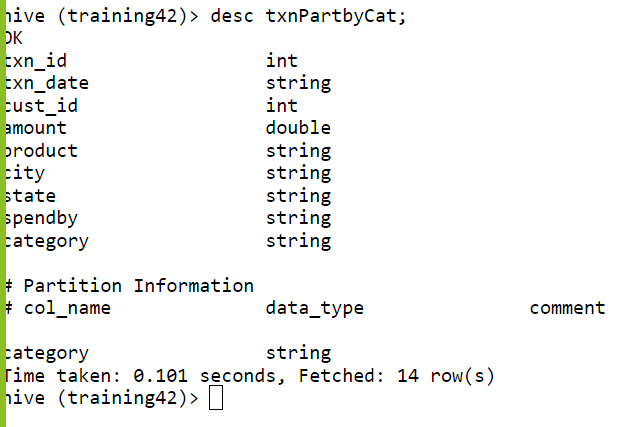 hive (training42)> desc txnPartbyCat;
OK
txn_id int
txn_date string
cust_id int
amount double
product string
city string
state string
spendby string
category string
# Partition Information
# col_name data_type comment
category string
Time taken: 0.101 seconds, Fetched: 14 row(s)
hive (training42)>